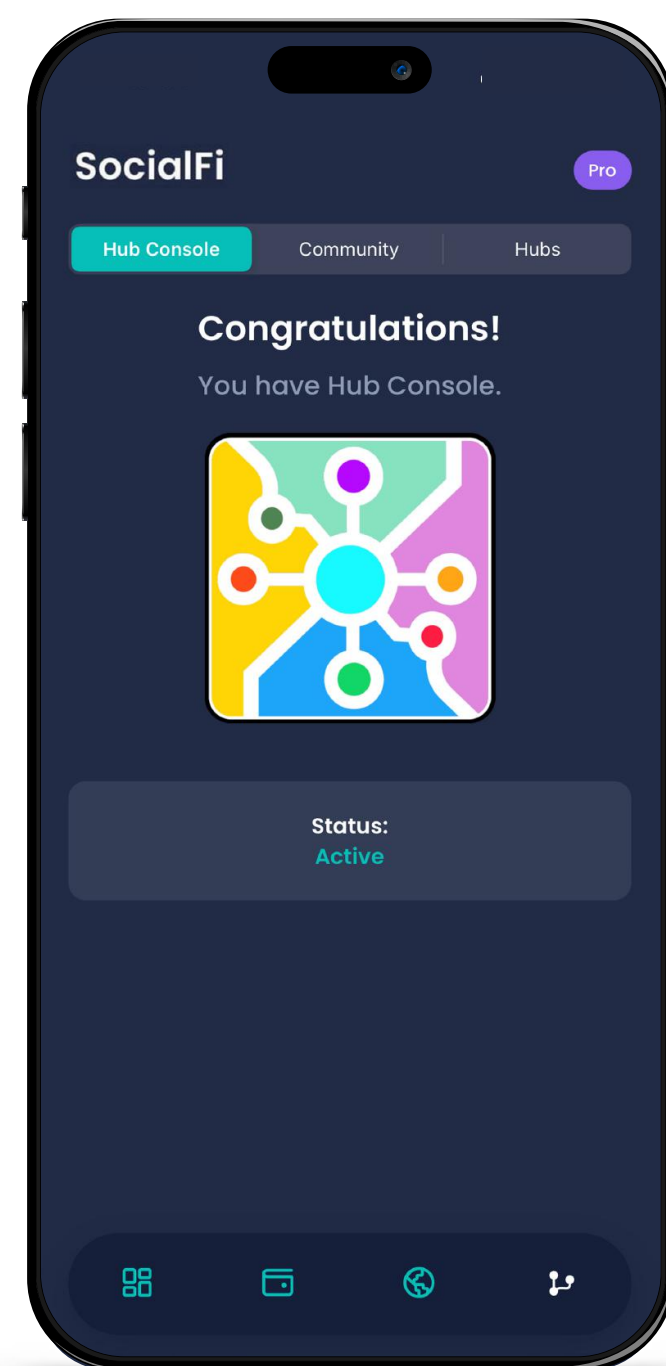 SocialFi
Pro
Hub Console
Community
Hubs
Congratulations!
You have Hub Console.
Status:
Active